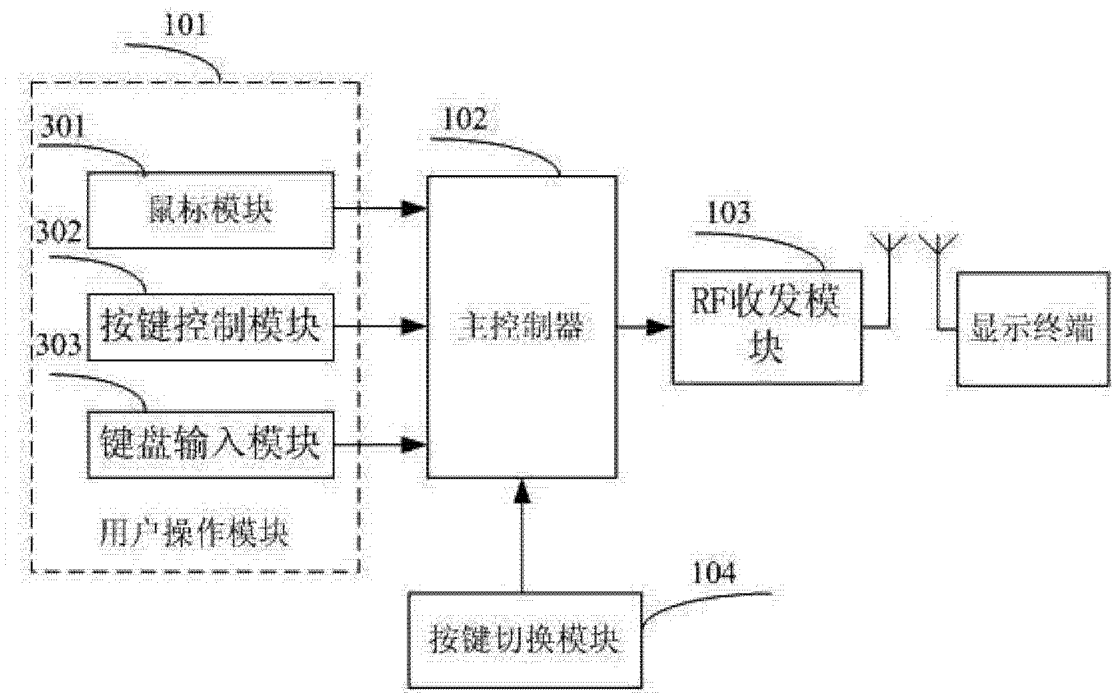 101
301
鼠标模块
302
按键控制模块
303
键盘输入模块
用户操作模块
102
主控制器
103
RF收发模
块
显示终端
104
按键切换模块